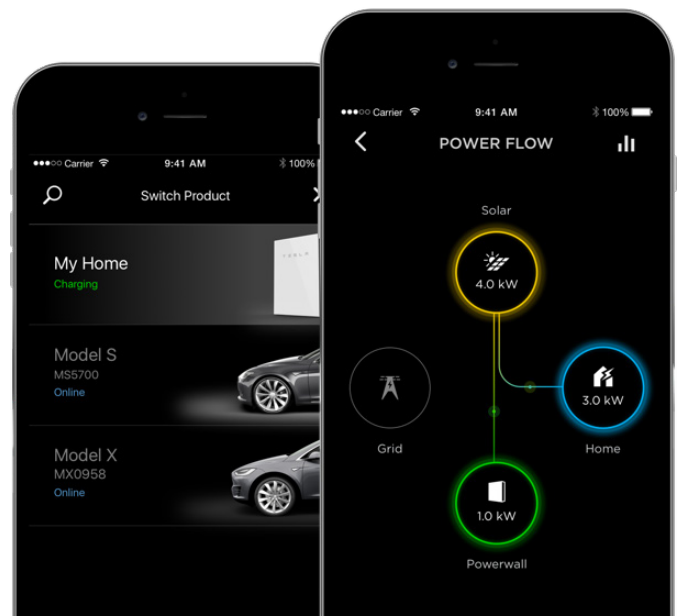 ●●●○○ Carrier
9:41 AM
100%
Switch Product
TESLA
My Home
Charging
Model S
MS5700
Online
Model X
MX0958
Online
●●●○○ Carrier
9:41 AM
100%
POWER FLOW
Solar
4.0 kW
3.0 kW
Grid
Home
1.0 kW
Powerwall